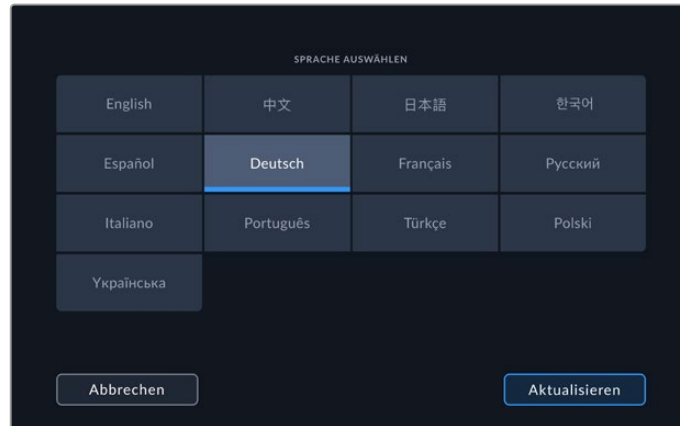 SPRACHE AUSWÄHLEN
English 中文 日本語 한국어
Español Deutsch Français Русский
Italiano Português Türkçe Polski
Українська
Abbrechen Aktualisieren